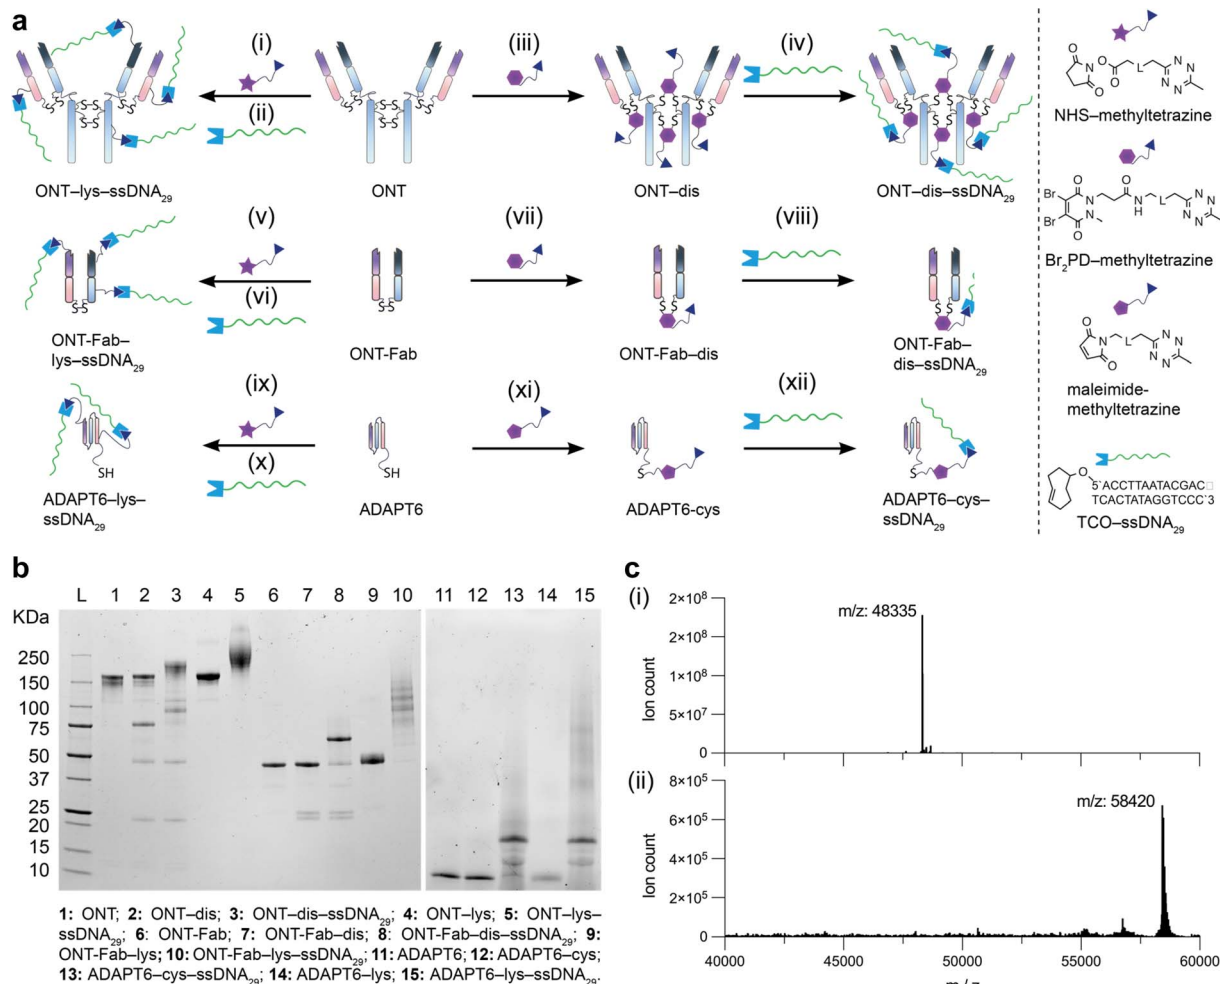 a
(i)
(ii)
(iii)
(iv)
ONT–lys–ssDNA29
ONT
ONT–dis
ONT–dis–ssDNA29
(v)
(vi)
(vii)
(viii)
ONT-Fab–
lys–ssDNA29
ONT-Fab
ONT-Fab–dis
ONT-Fab–
dis–ssDNA29
(ix)
(x)
(xi)
(xii)
SH
S
ADAPT6–lys–
ssDNA29
ADAPT6
ADAPT6-cys
ADAPT6–cys–
ssDNA29
NHS–methyltetrazine
Br2PD–methyltetrazine
maleimide-
methyltetrazine
5`ACCTTAATACGAC
TCACTATAGGTCCC`3
TCO–ssDNA29
b
L 1 2 3 4 5 6 7 8 9 10 11 12 13 14 15
KDa
250
150
100
75
50
37
25
20
15
10
1: ONT; 2: ONT–dis; 3: ONT–dis–ssDNA29; 4: ONT–lys; 5: ONT–lys–
ssDNA29; 6: ONT-Fab; 7: ONT-Fab–dis; 8: ONT-Fab–dis–ssDNA29; 9:
ONT-Fab–lys; 10: ONT-Fab–lys-ssDNA29; 11: ADAPT6; 12: ADAPT6–cys;
13: ADAPT6–cys–ssDNA29; 14: ADAPT6–lys; 15: ADAPT6–lys–ssDNA29.
c
(i)
2×10⁸
2×10⁸
1×10⁸
5×10⁷
0
Ion count
m/z: 48335
40000 45000 50000 55000 60000
(ii)
8×10⁵
6×10⁵
4×10⁵
2×10⁵
0
Ion count
m/z: 58420
40000 45000 50000 55000 60000